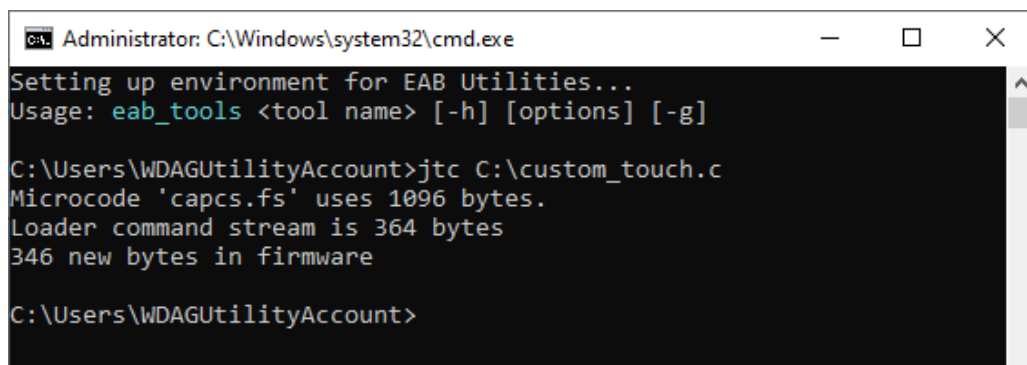 Administrator: C:\Windows\system32\cmd.exe
Setting up environment for EAB Utilities...
Usage: eab_tools <tool name> [-h] [options] [-g]
C:\Users\WDAGUtilityAccount>jtc C:\custom_touch.c
Microcode 'capcs.fs' uses 1096 bytes.
Loader command stream is 364 bytes
346 new bytes in firmware
C:\Users\WDAGUtilityAccount>